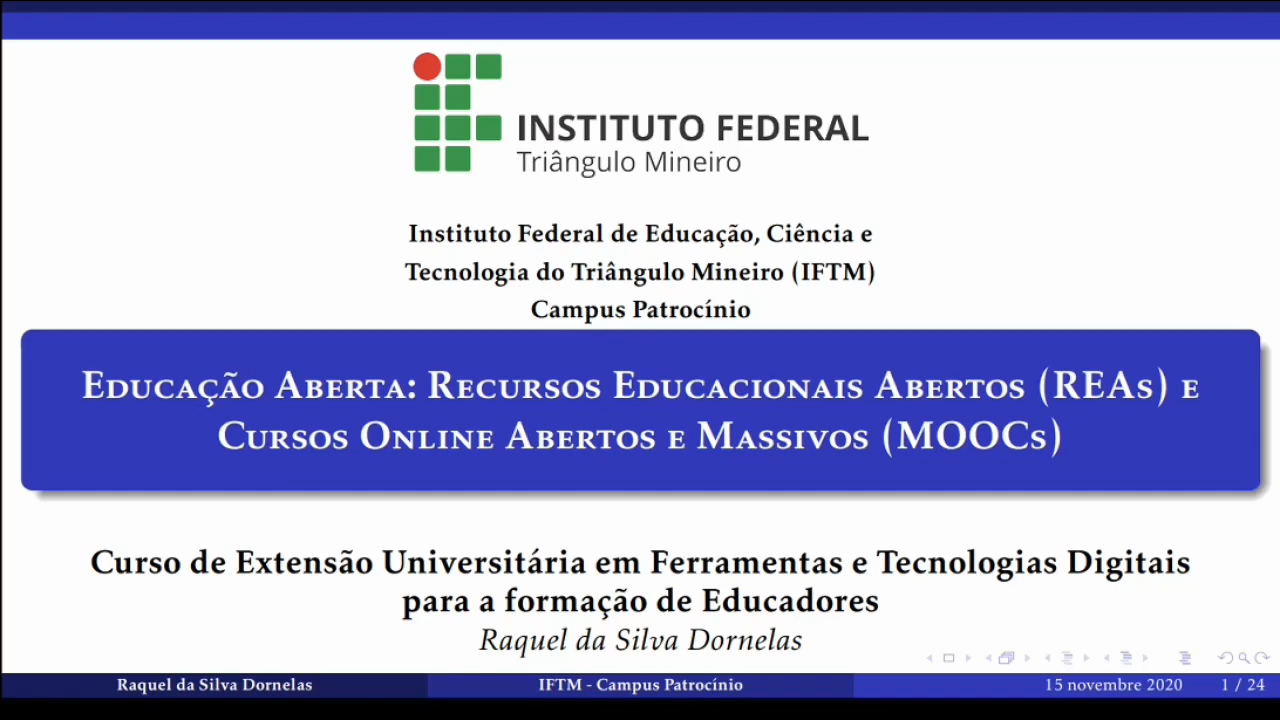 INSTITUTO FEDERAL
Triângulo Mineiro
Instituto Federal de Educação, Ciência e
Tecnologia do Triângulo Mineiro (IFTM)
Campus Patrocínio
Educação Aberta: Recursos Educacionais Abertos (REAs) e
Cursos Online Abertos e Massivos (MOOCs)
Curso de Extensão Universitária em Ferramentas e Tecnologias Digitais
para a formação de Educadores
Raquel da Silva Dornelas
Raquel da Silva Dornelas IFTM - Campus Patrocínio 15 novembre 2020 1 / 24